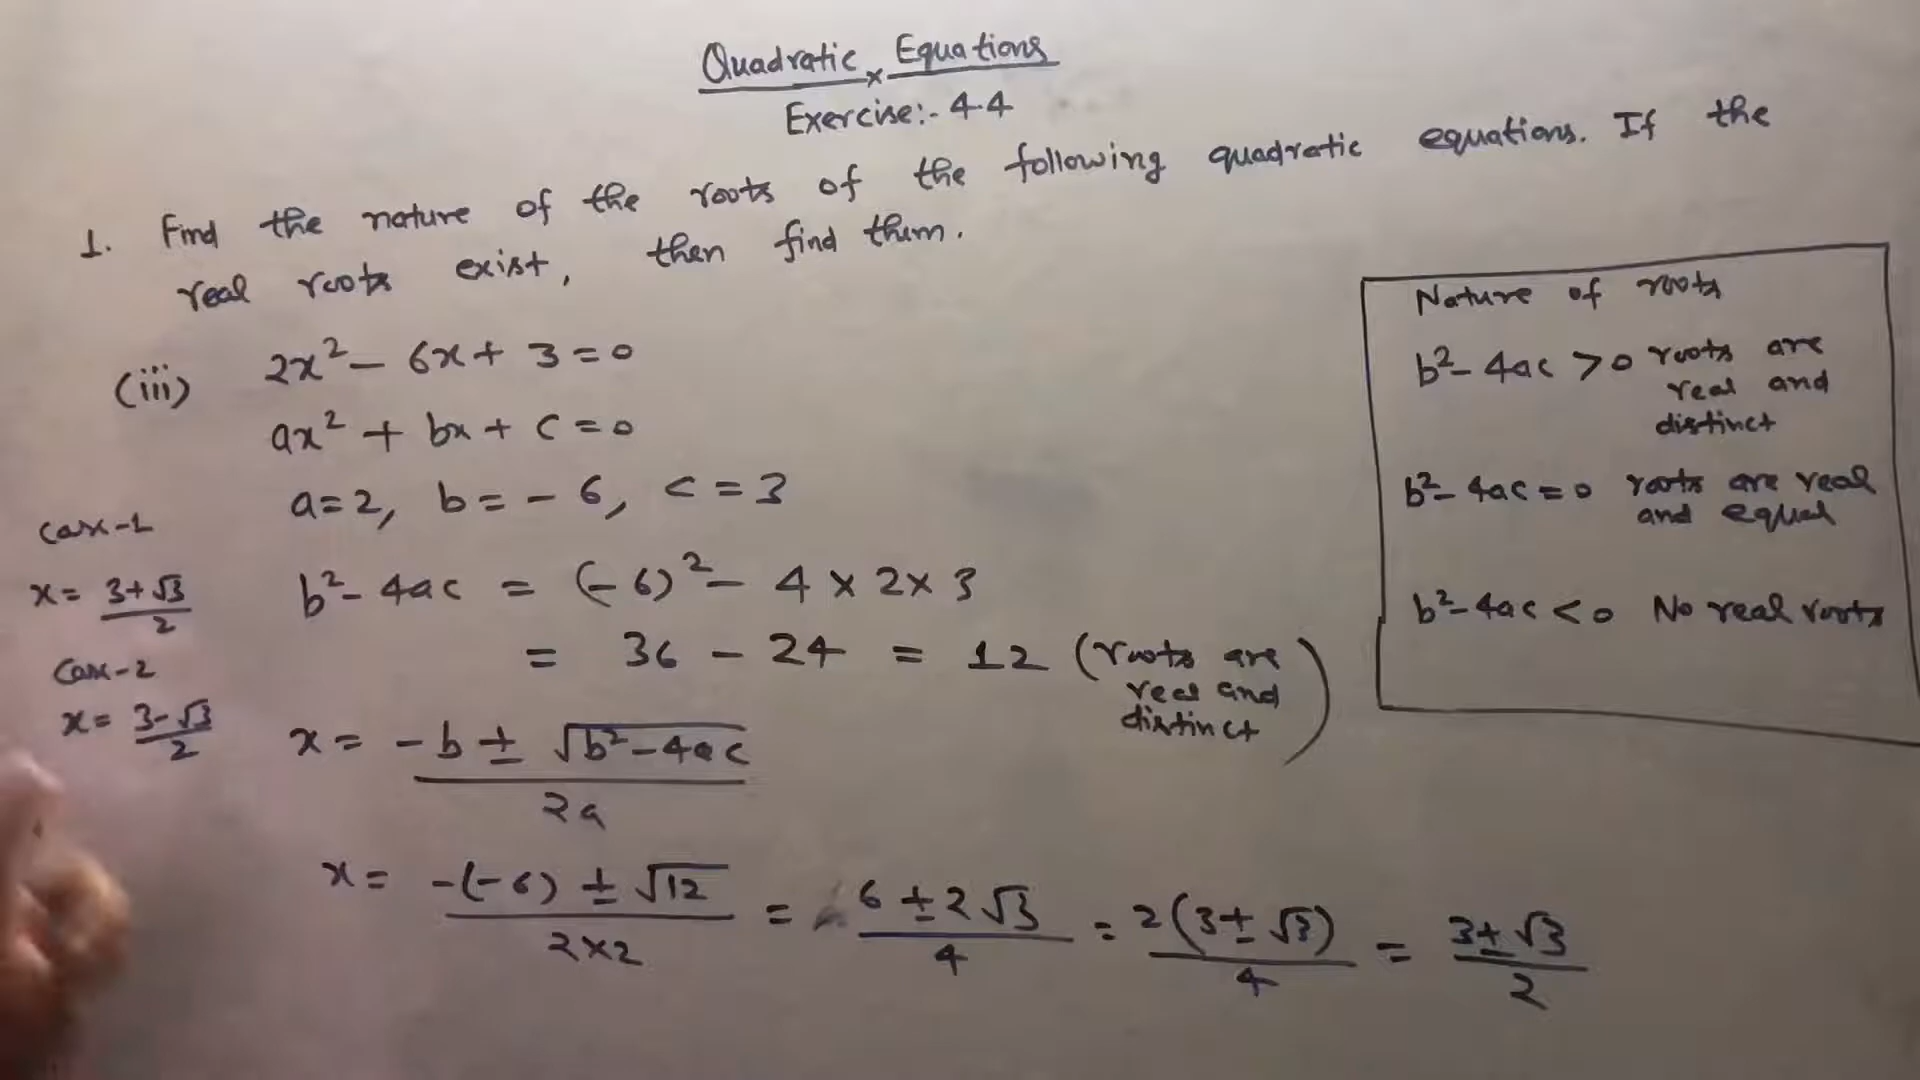 Quadratic Equations
x
Exercise:- 4.4
1. Find the nature of the roots of the following quadratic equations. If the
real roots exist, then find them.
(iii) 2x² - 6x + 3 = 0
ax² + bx + c = 0
a=2, b = - 6, c = 3
b² - 4ac = (-6)² - 4 x 2 x 3
= 36 - 24 = 12 (roots are
real and
distinct)
x = -b ± √b²-4ac
2a
x = -(-6) ± √12 = 6 ± 2√3 = 2(3 ± √3) = 3 ± √3
2x2 4 4 2
Case-1
x = 3+√3
2
Case-2
x = 3-√3
2
Nature of roots
b²-4ac > 0 roots are
real and
distinct
b²-4ac = 0 roots are real
and equal
b²-4ac < 0 No real roots